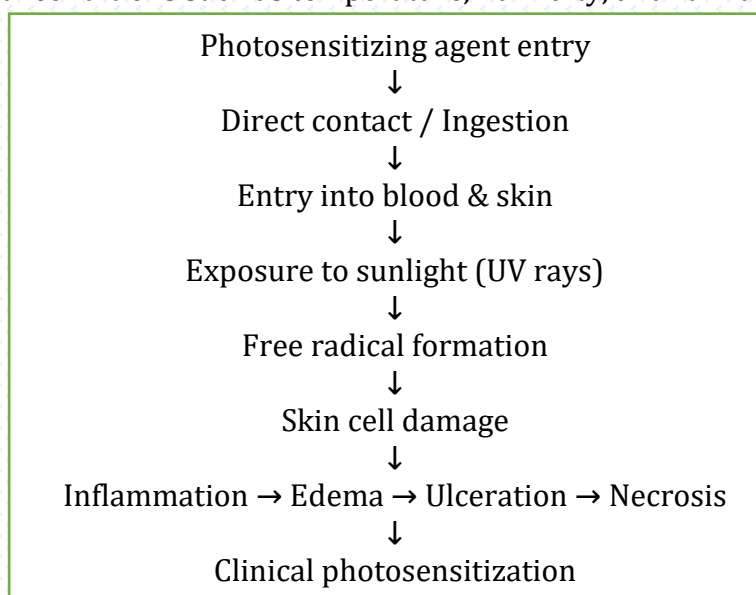 Photosensitizing agent entry
↓
Direct contact / Ingestion
↓
Entry into blood & skin
↓
Exposure to sunlight (UV rays)
↓
Free radical formation
↓
Skin cell damage
↓
Inflammation → Edema → Ulceration → Necrosis
↓
Clinical photosensitization